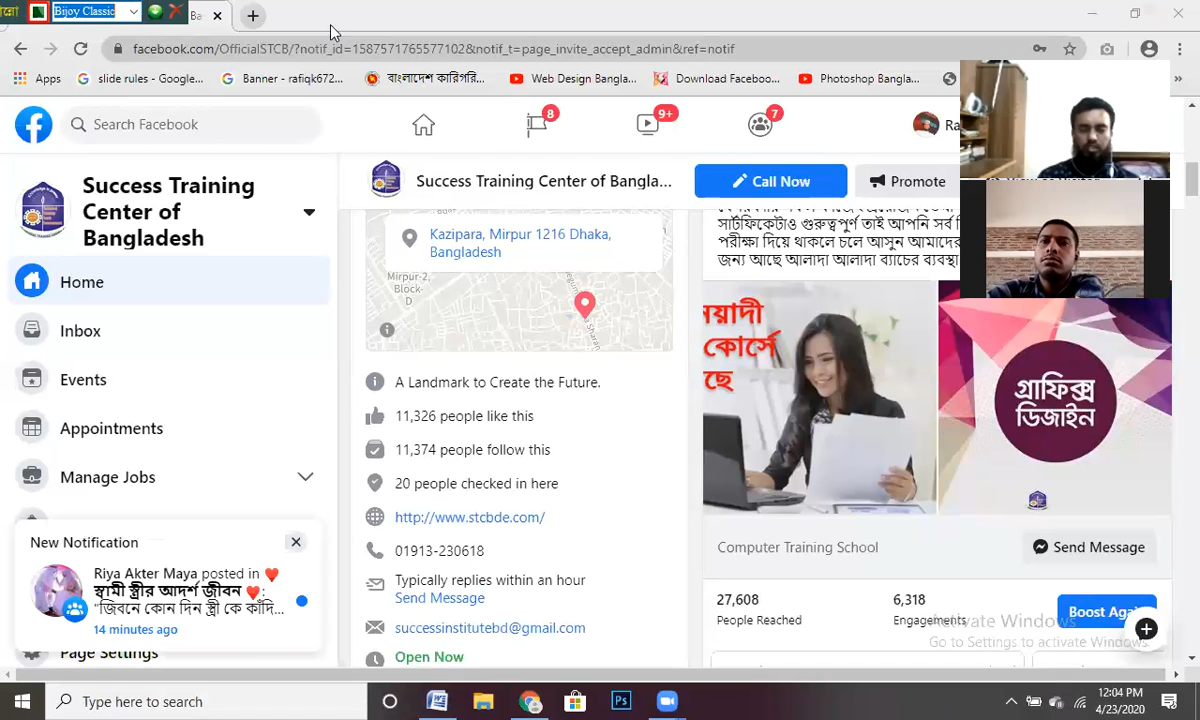 Bijoy Classic
Ba
facebook.com/OfficialSTCB/?notif_id=1587571765577102&notif_t=page_invite_accept_admin&ref=notif
Apps
slide rules - Google...
Banner - rafiqk672...
বাংলাদেশ কারিগরি...
Web Design Bangla...
Download Faceboo...
Photoshop Bangla...
Search Facebook
8
9+
7
Ra
Success Training
Center of
Bangladesh
Success Training Center of Bangla...
Call Now
Promote
Home
Inbox
Events
Appointments
Manage Jobs
Page Settings
New Notification
Riya Akter Maya posted in ❤️
স্বামী স্ত্রীর আদর্শ জীবন ❤️:
"জিবনে কোন দিন স্ত্রী কে কাঁদি...
14 minutes ago
Kazipara, Mirpur 1216 Dhaka,
Bangladesh
Mirpur-2,
Block-
D
A Landmark to Create the Future.
11,326 people like this
11,374 people follow this
20 people checked in here
http://www.stcbde.com/
01913-230618
Typically replies within an hour
Send Message
successinstitutebd@gmail.com
Open Now
সার্টিফিকেটাও গুরুত্বপুর্ণ তাই আপনি সর্ব
পরীক্ষা দিয়ে থাকলে চলে আসুন আমাদের
জন্য আছে আলাদা আলাদা ব্যাচের ব্যবস্থা
য়াদী
কোর্সে
ছে
গ্রাফিক্স
ডিজাইন
Computer Training School
Send Message
27,608
People Reached
6,318
Engagements
Boost Agai
Activate Windows
Go to Settings to activate Windows.
Type here to search
12:04 PM
4/23/2020